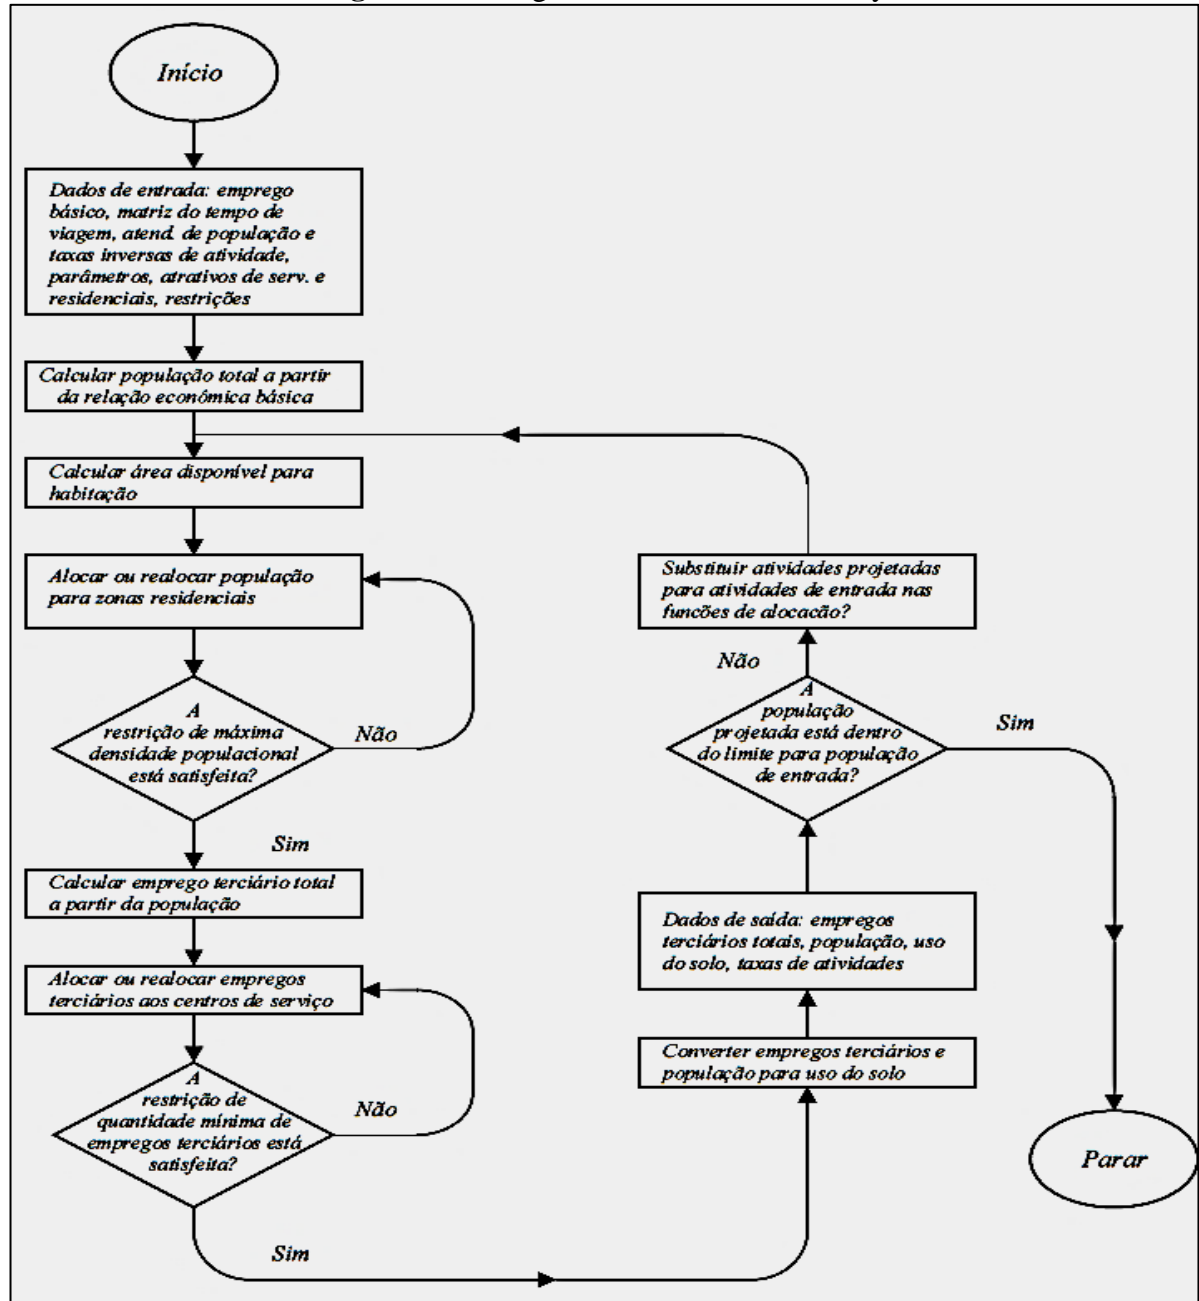 Início
Dados de entrada: emprego
básico, matriz do tempo de
viagem, atend. de população e
taxas inversas de atividade,
parâmetros, atrativos de serv. e
residenciais, restrições
Calcular população total a partir
da relação econômica básica
Calcular área disponível para
habitação
Alocar ou realocar população
para zonas residenciais
A
restrição de máxima
densidade populacional
está satisfeita?
Não
Sim
Calcular emprego terciário total
a partir da população
Alocar ou realocar empregos
terciários aos centros de serviço
A
restrição de
quantidade mínima de
empregos terciários está
satisfeita?
Não
Sim
Converter empregos terciários e
população para uso do solo
Dados de saída: empregos
terciários totais, população, uso
do solo, taxas de atividades
A
população
projetada está dentro
do limite para população
de entrada?
Não
Substituir atividades projetadas
para atividades de entrada nas
funcões de alocacão?
Sim
Parar